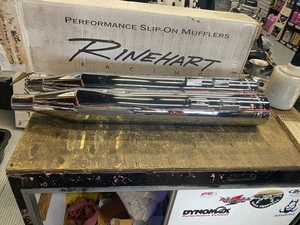 PERFORMANCE SLIP-ON MUFFLERS
RINEHART
RACING
DYNOMAX